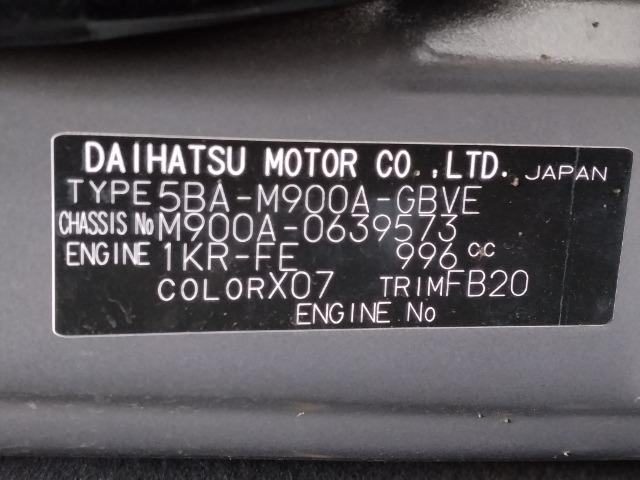 DAIHATSU MOTOR CO.,LTD. JAPAN
TYPE 5BA-M900A-GBVE
CHASSIS No M900A-0639573
ENGINE 1KR-FE 996 cc
COLOR X07 TRIM FB20
ENGINE No